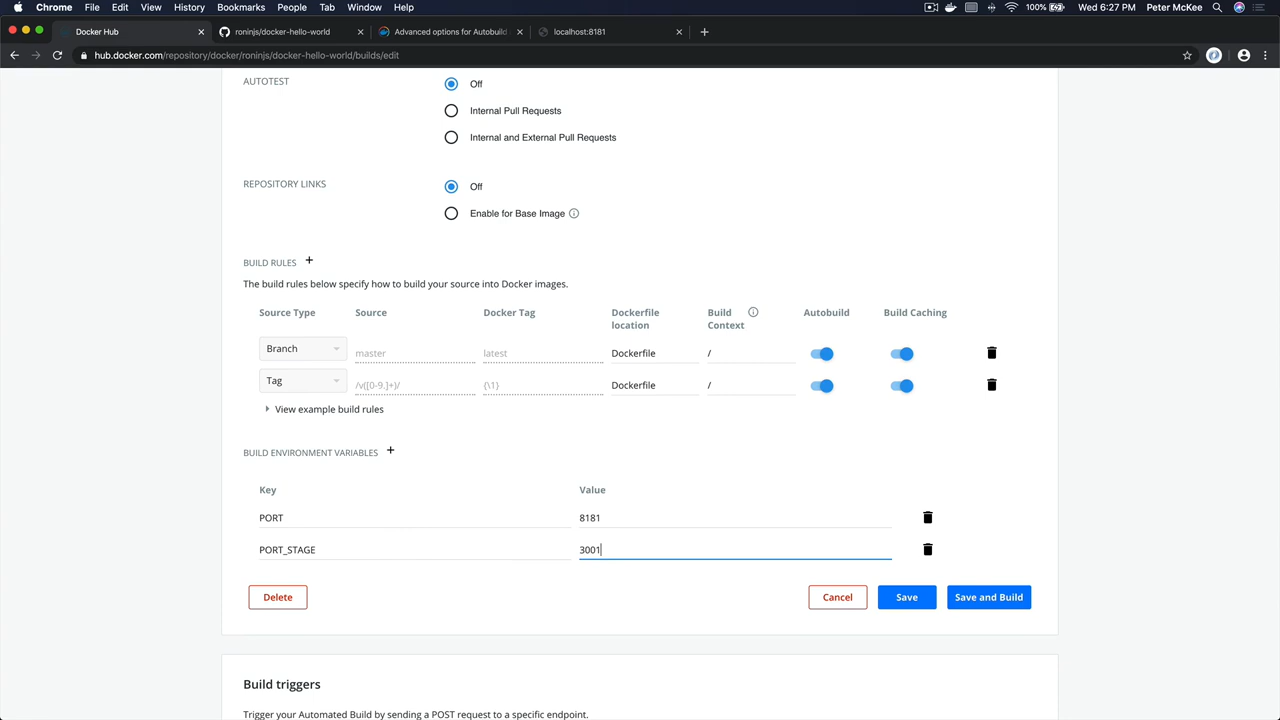 Chrome File Edit View History Bookmarks People Tab Window Help 100% Wed 6:27 PM Peter McKee
Docker Hub roninjs/docker-hello-world Advanced options for Autobuild localhost:8181
hub.docker.com/repository/docker/roninjs/docker-hello-world/builds/edit
AUTOTEST Off
Internal Pull Requests
Internal and External Pull Requests
REPOSITORY LINKS Off
Enable for Base Image
BUILD RULES +
The build rules below specify how to build your source into Docker images.
Source Type Source Docker Tag Dockerfile location Build Context Autobuild Build Caching
Branch master latest Dockerfile /
Tag /v([0-9.]+)/ {\1} Dockerfile /
View example build rules
BUILD ENVIRONMENT VARIABLES +
Key Value
PORT 8181
PORT_STAGE 3001
Delete Cancel Save Save and Build
Build triggers
Trigger your Automated Build by sending a POST request to a specific endpoint.